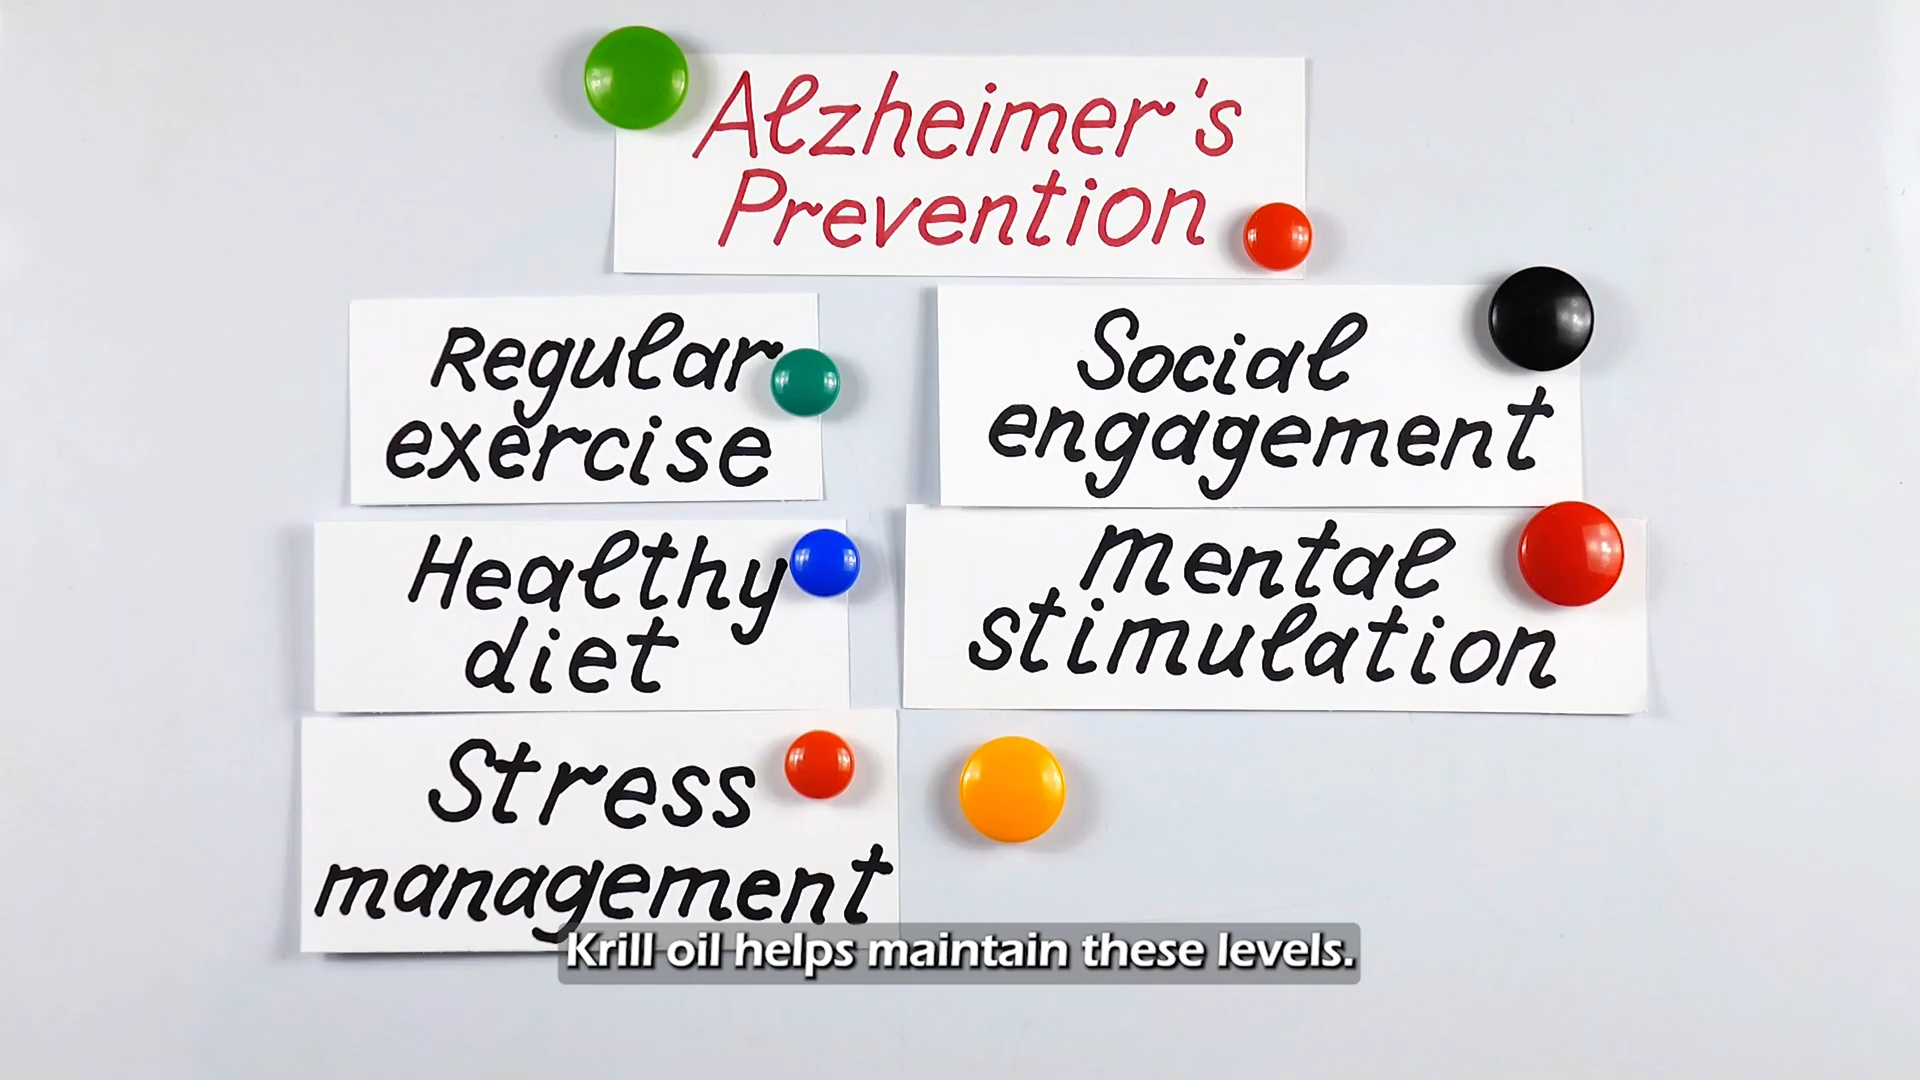 Alzheimer's
Prevention
Regular
exercise
Social
engagement
Healthy
diet
mental
stimulation
Stress
management
Krill oil helps maintain these levels.